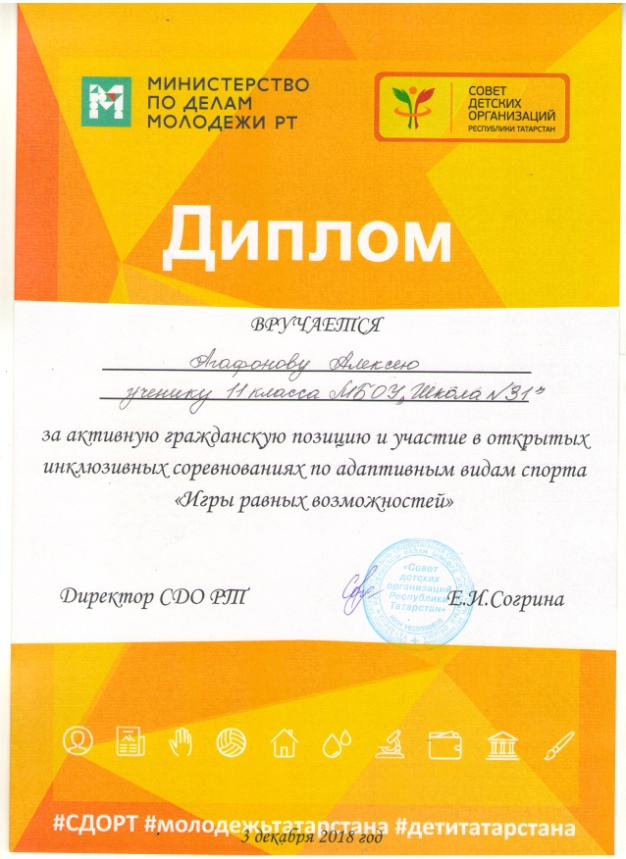 МИНИСТЕРСТВО
ПО ДЕЛАМ
МОЛОДЕЖИ РТ
СОВЕТ
ДЕТСКИХ
ОРГАНИЗАЦИЙ
РЕСПУБЛИКИ ТАТАРСТАН
Диплом
ВРУЧАЕТСЯ
Агафонову Алексею
ученику 11 класса МБОУ „Школа №31"
за активную гражданскую позицию и участие в открытых
инклюзивных соревнованиях по адаптивным видам спорта
«Игры равных возможностей»
Директор СДО РТ
«Совет
детских
организаций
Республики
Татарстан»
Е.И.Согрина
#СДОРТ #молодежьтатарстана #детитатарстана
3 декабря 2018 год